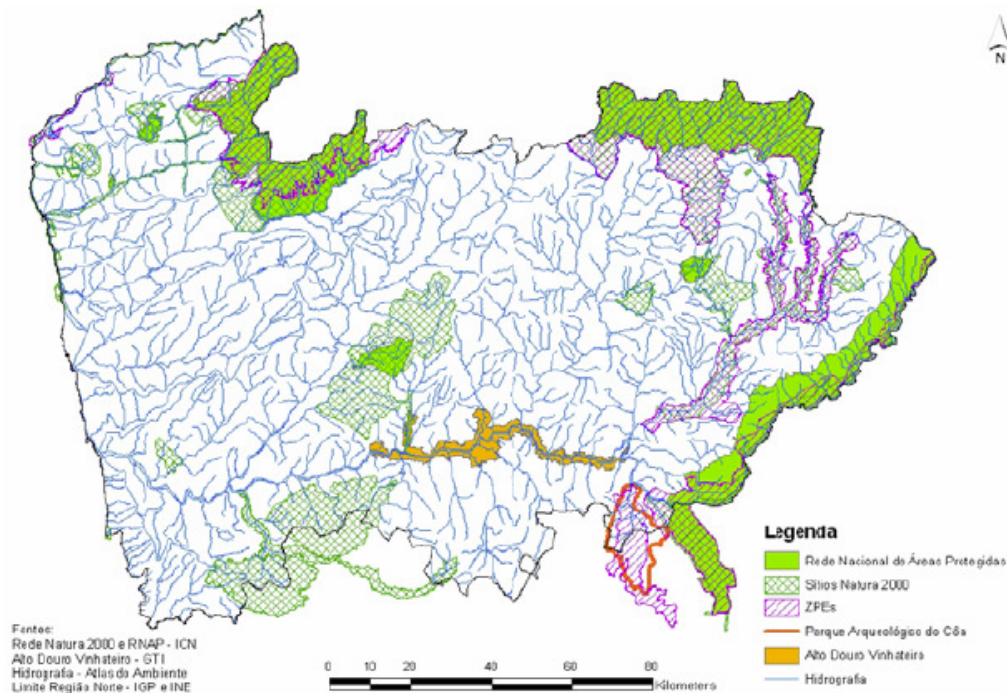 N
Legenda
Rede Nacional de Áreas Protegidas
Sítios Natura 2000
ZPEs
Parque Arqueológico do Côa
Alto Douro Vinhateiro
Hidrografia
Fontes:
Rede Natura 2000 e RNAP - ICN
Alto Douro Vinhateiro - GTI
Hidrografia - Atlas do Ambiente
Limite Região Norte - IGP e INE
0 10 20 40 60 80
Kilometers